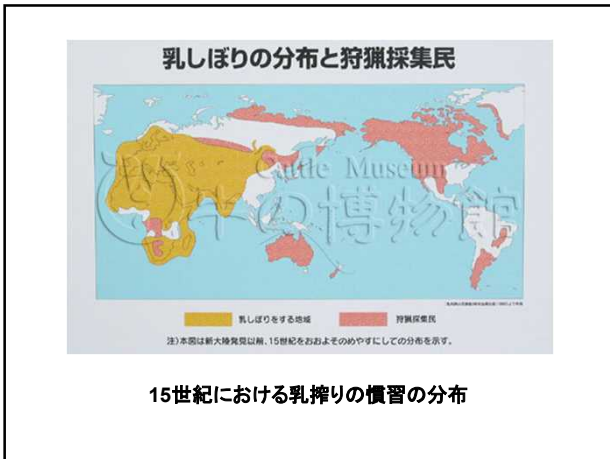 乳しぼりの分布と狩猟採集民
Cattle Museum
牛の博物館
乳しぼりをする地域
狩猟採集民
注)本図は新大陸発見以前、15世紀をおおよそのめやすにしての分布を示す。
15世紀における乳搾りの慣習の分布